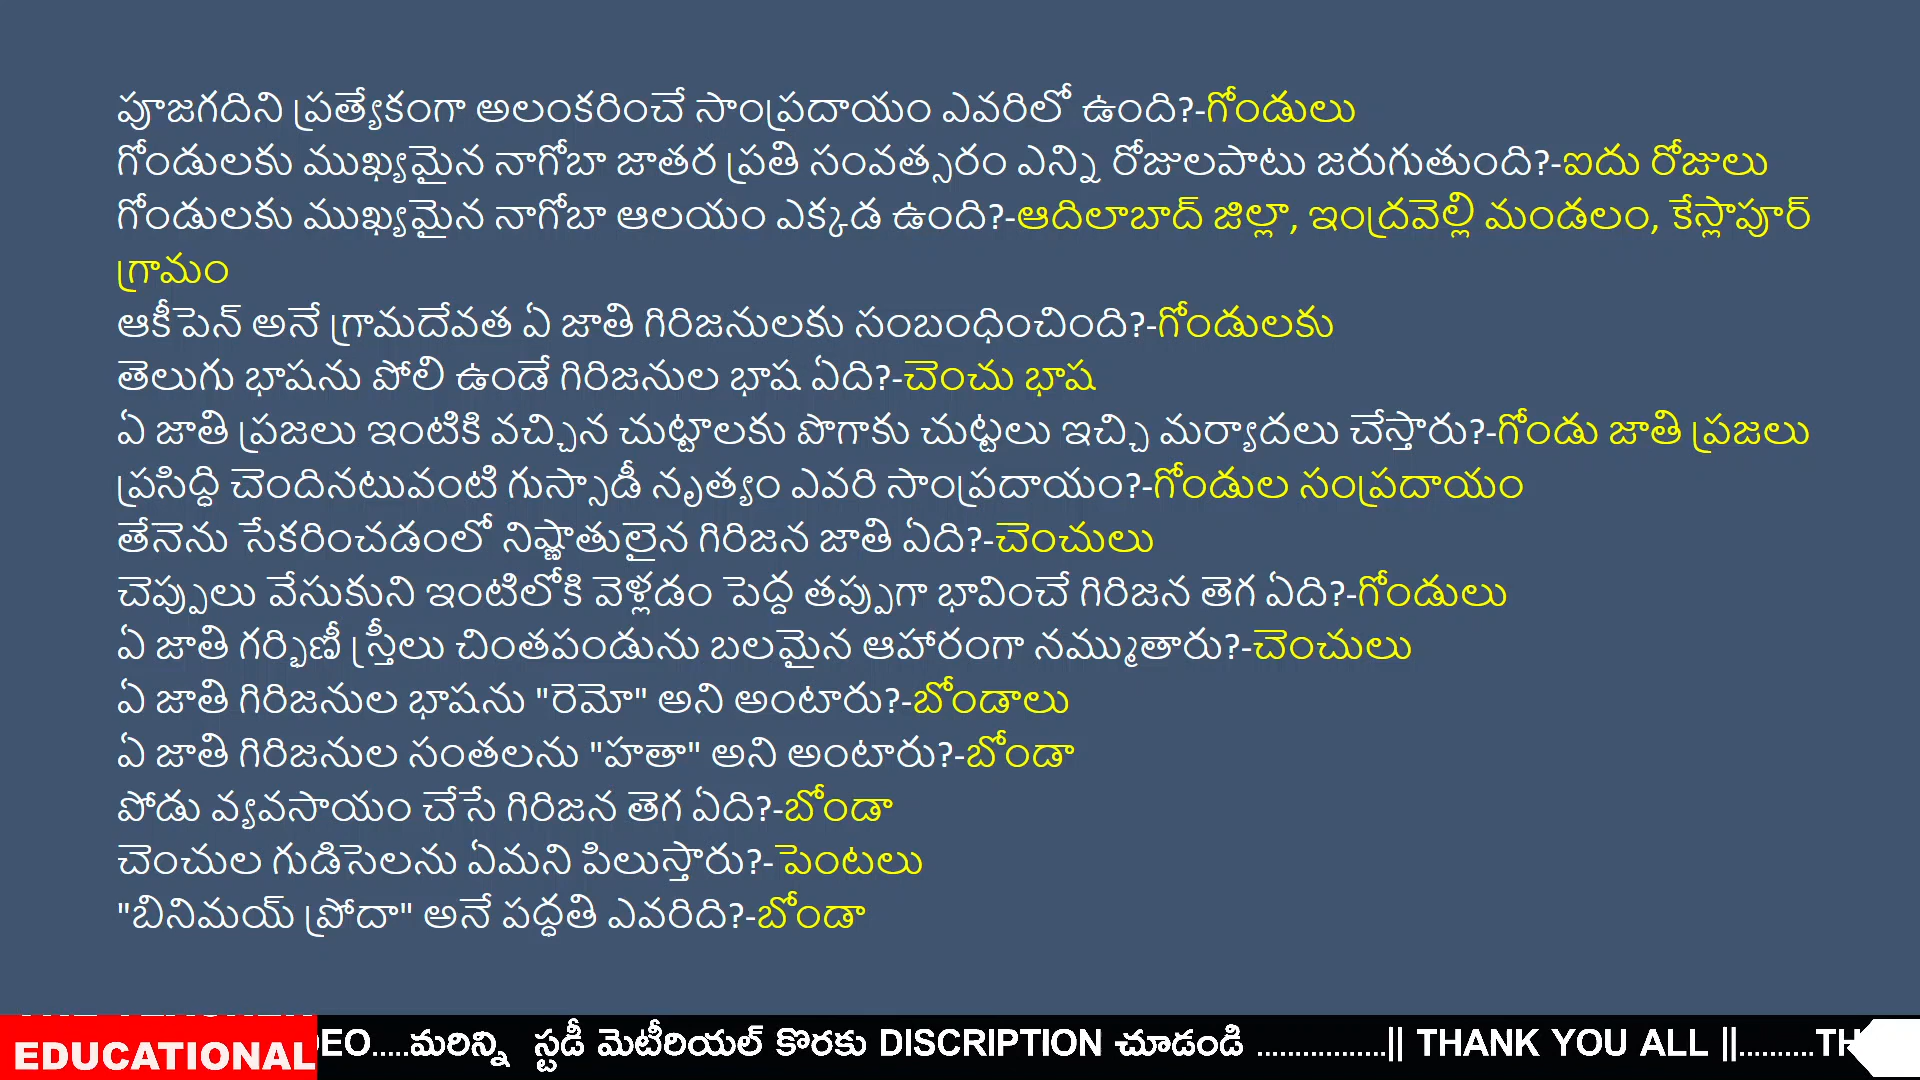 పూజగదిని ప్రత్యేకంగా అలంకరించే సాంప్రదాయం ఎవరిలో ఉంది?-గోండులు
గోండులకు ముఖ్యమైన నాగోబా జాతర ప్రతి సంవత్సరం ఎన్ని రోజులపాటు జరుగుతుంది?-ఐదు రోజులు
గోండులకు ముఖ్యమైన నాగోబా ఆలయం ఎక్కడ ఉంది?-ఆదిలాబాద్ జిల్లా, ఇంద్రవెల్లి మండలం, కేస్లాపూర్
గ్రామం
ఆకీపెన్ అనే గ్రామదేవత ఏ జాతి గిరిజనులకు సంబంధించింది?-గోండులకు
తెలుగు భాషను పోలి ఉండే గిరిజనుల భాష ఏది?-చెంచు భాష
ఏ జాతి ప్రజలు ఇంటికి వచ్చిన చుట్టాలకు పొగాకు చుట్టలు ఇచ్చి మర్యాదలు చేస్తారు?-గోండు జాతి ప్రజలు
ప్రసిద్ధి చెందినటువంటి గుస్సాడీ నృత్యం ఎవరి సాంప్రదాయం?-గోండుల సంప్రదాయం
తేనెను సేకరించడంలో నిష్ణాతులైన గిరిజన జాతి ఏది?-చెంచులు
చెప్పులు వేసుకుని ఇంటిలోకి వెళ్లడం పెద్ద తప్పుగా భావించే గిరిజన తెగ ఏది?-గోండులు
ఏ జాతి గర్భిణీ స్త్రీలు చింతపండును బలమైన ఆహారంగా నమ్ముతారు?-చెంచులు
ఏ జాతి గిరిజనుల భాషను "రెమో" అని అంటారు?-బోండాలు
ఏ జాతి గిరిజనుల సంతలను "హతా" అని అంటారు?-బోండా
పోడు వ్యవసాయం చేసే గిరిజన తెగ ఏది?-బోండా
చెంచుల గుడిసెలను ఏమని పిలుస్తారు?-పెంటలు
"బినిమయ్ ప్రోదా" అనే పద్ధతి ఎవరిది?-బోండా
EDUCATIONAL
DEO.....మరిన్ని స్టడీ మెటీరియల్ కొరకు DISCRIPTION చూడండి .................|| THANK YOU ALL ||..........TH